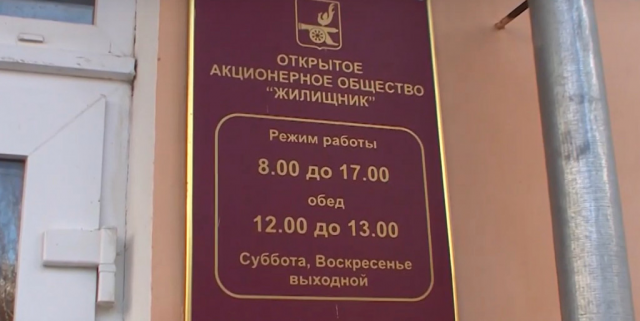 ОТКРЫТОЕ
АКЦИОНЕРНОЕ ОБЩЕСТВО
“ЖИЛИЩНИК”
Режим работы
8.00 до 17.00
обед
12.00 до 13.00
Суббота, Воскресенье
выходной